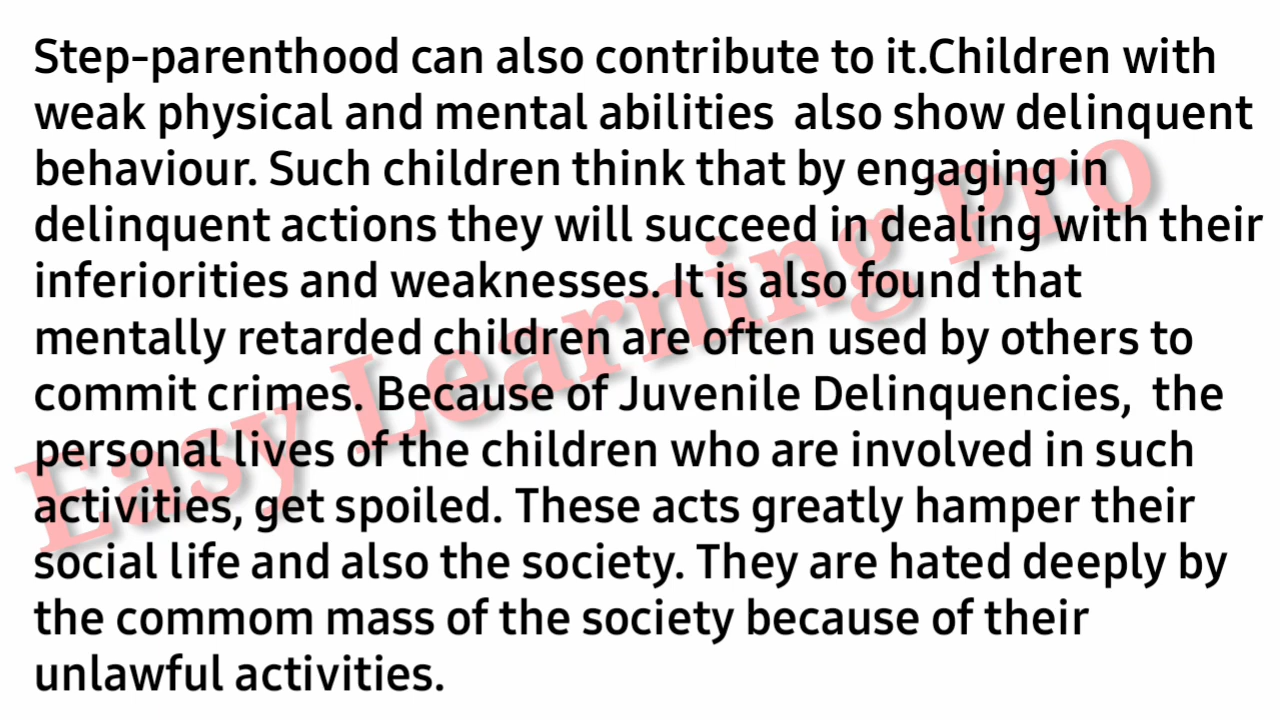 Step-parenthood can also contribute to it.Children with
weak physical and mental abilities  also show delinquent
behaviour. Such children think that by engaging in
delinquent actions they will succeed in dealing with their
inferiorities and weaknesses. It is also found that
mentally retarded children are often used by others to
commit crimes. Because of Juvenile Delinquencies,  the
personal lives of the children who are involved in such
activities, get spoiled. These acts greatly hamper their
social life and also the society. They are hated deeply by
the commom mass of the society because of their
unlawful activities.
Easy Learning Pro